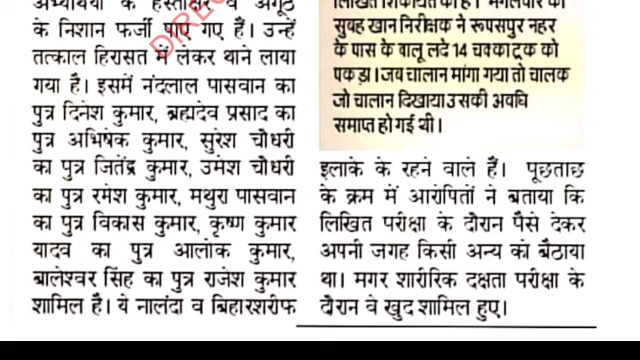 अभ्यर्थियों के हस्ताक्षर व अंगूठे
के निशान फर्जी पाए गए हैं। उन्हें
तत्काल हिरासत में लेकर थाने लाया
गया है। इसमें नंदलाल पासवान का
पुत्र दिनेश कुमार, ब्रह्मदेव प्रसाद का
पुत्र अभिषेक कुमार, सुरेश चौधरी
का पुत्र जितेंद्र कुमार, उमेश चौधरी
का पुत्र रमेश कुमार, मथुरा पासवान
का पुत्र विकास कुमार, कृष्ण कुमार
यादव का पुत्र आलोक कुमार,
बालेश्वर सिंह का पुत्र राजेश कुमार
शामिल है। ये नालंदा व बिहारशरीफ
लिखित शिकायत की है। मंगलवार की
सुबह खान निरीक्षक ने रूपसपुर नहर
के पास के बालू लदे 14 चक्का ट्रक को
पकड़ा। जब चालान मांगा गया तो चालक
जो चालान दिखाया उसकी अवधि
समाप्त हो गई थी।
इलाके के रहने वाले हैं। पूछताछ
के क्रम में आरोपितों ने बताया कि
लिखित परीक्षा के दौरान पैसे देकर
अपनी जगह किसी अन्य को बैठाया
था। मगर शारीरिक दक्षता परीक्षा के
दौरान वे खुद शामिल हुए।